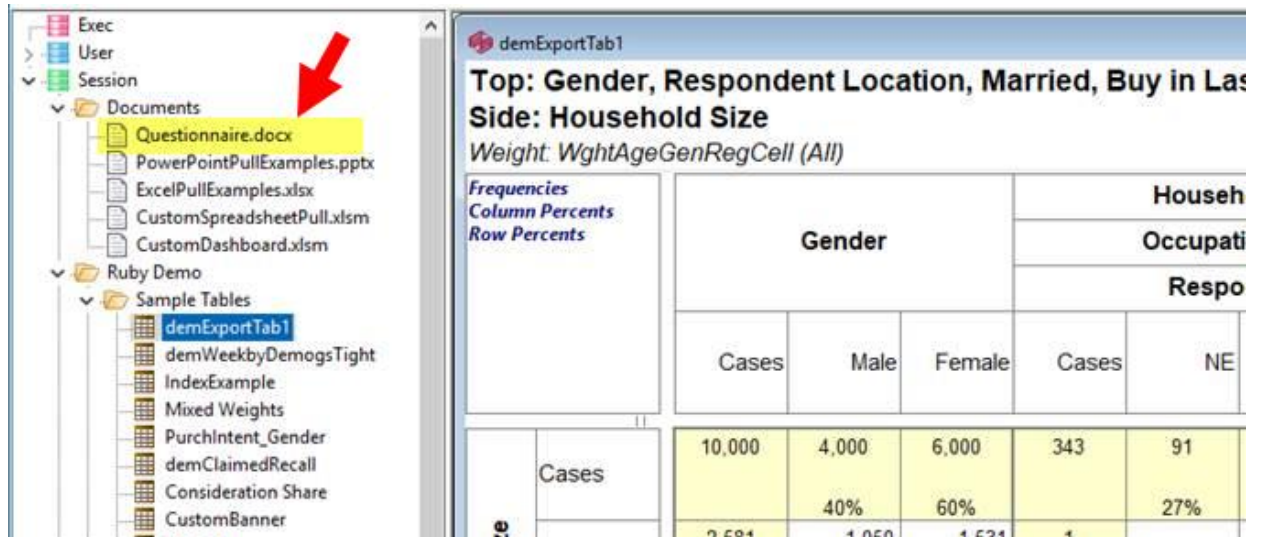 Exec
User
Session
Documents
Questionnaire.docx
PowerPointPullExamples.pptx
ExcelPullExamples.xlsx
CustomSpreadsheetPull.xlsm
CustomDashboard.xlsm
Ruby Demo
Sample Tables
demExportTab1
demWeekbyDemogsTight
IndexExample
Mixed Weights
PurchIntent_Gender
demClaimedRecall
Consideration Share
CustomBanner
demExportTab1
Top: Gender, Respondent Location, Married, Buy in Las
Side: Household Size
Weight: WghtAgeGenRegCell (All)
Frequencies
Column Percents
Row Percents
Gender
Househ
Occupati
Respo
Cases Male Female Cases NE
Cases
10,000 4,000 6,000 343 91
40% 60% 27%